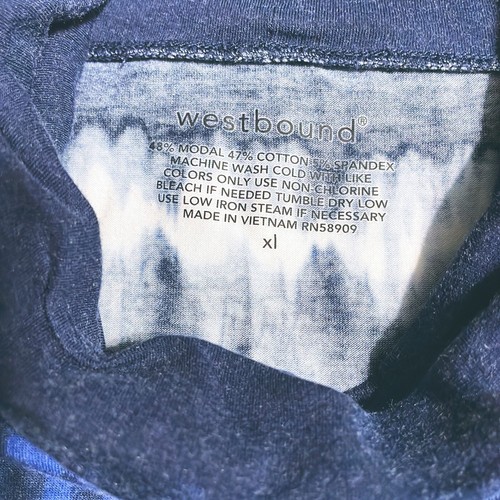 westbound®
48% MODAL 47% COTTON 5% SPANDEX
MACHINE WASH COLD WITH LIKE
COLORS ONLY USE NON-CHLORINE
BLEACH IF NEEDED TUMBLE DRY LOW
USE LOW IRON STEAM IF NECESSARY
MADE IN VIETNAM RN58909
xl